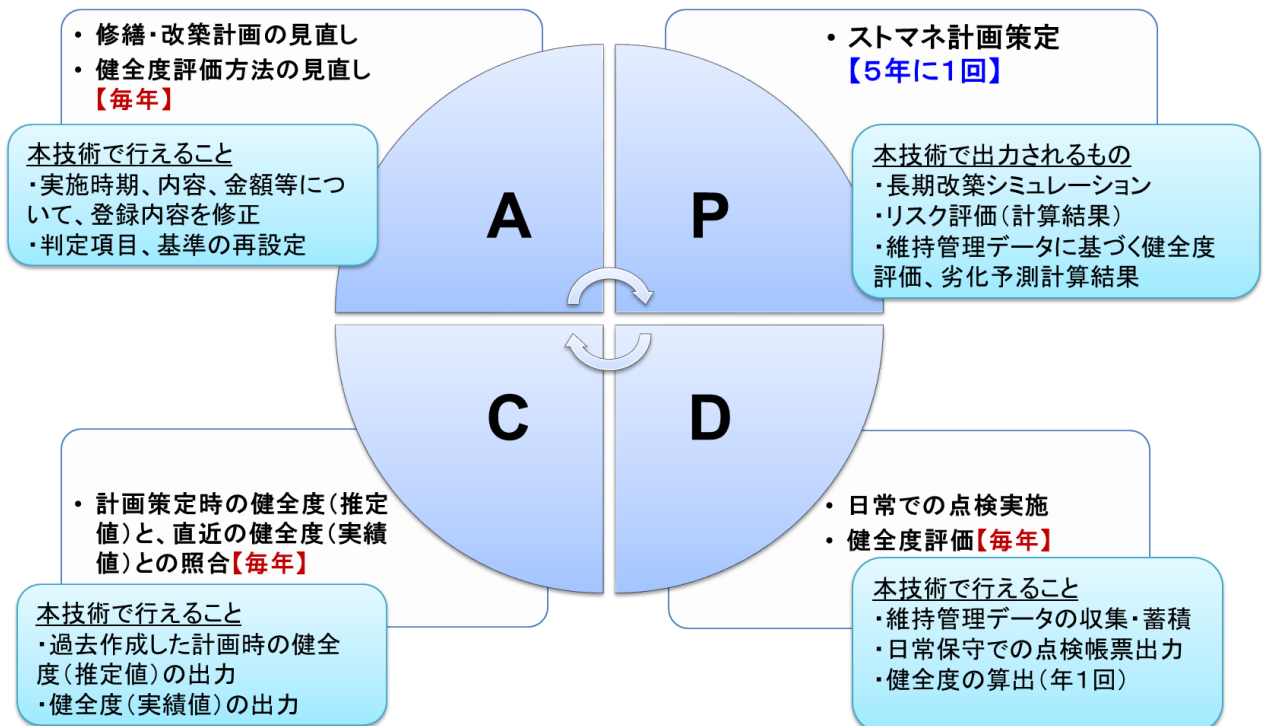 ・修繕・改築計画の見直し
・健全度評価方法の見直し
【毎年】
本技術で行えること
・実施時期、内容、金額等につ
いて、登録内容を修正
・判定項目、基準の再設定
・ストマネ計画策定
【５年に１回】
本技術で出力されるもの
・長期改築シミュレーション
・リスク評価（計算結果）
・維持管理データに基づく健全度
評価、劣化予測計算結果
A
P
C
D
・計画策定時の健全度（推定
値）と、直近の健全度（実績
値）との照合【毎年】
本技術で行えること
・過去作成した計画時の健全
度（推定値）の出力
・健全度（実績値）の出力
・日常での点検実施
・健全度評価【毎年】
本技術で行えること
・維持管理データの収集・蓄積
・日常保守での点検帳票出力
・健全度の算出（年１回）